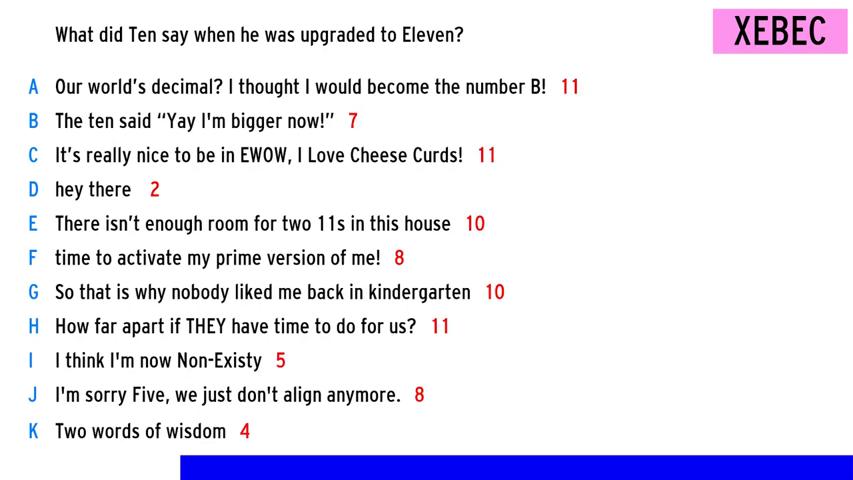 What did Ten say when he was upgraded to Eleven?
XEBEC
A Our world’s decimal? I thought I would become the number B! 11
B The ten said “Yay I'm bigger now!” 7
C It’s really nice to be in EWOW, I Love Cheese Curds! 11
D hey there 2
E There isn’t enough room for two 11s in this house 10
F time to activate my prime version of me! 8
G So that is why nobody liked me back in kindergarten 10
H How far apart if THEY have time to do for us? 11
I I think I'm now Non-Existy 5
J I'm sorry Five, we just don't align anymore. 8
K Two words of wisdom 4